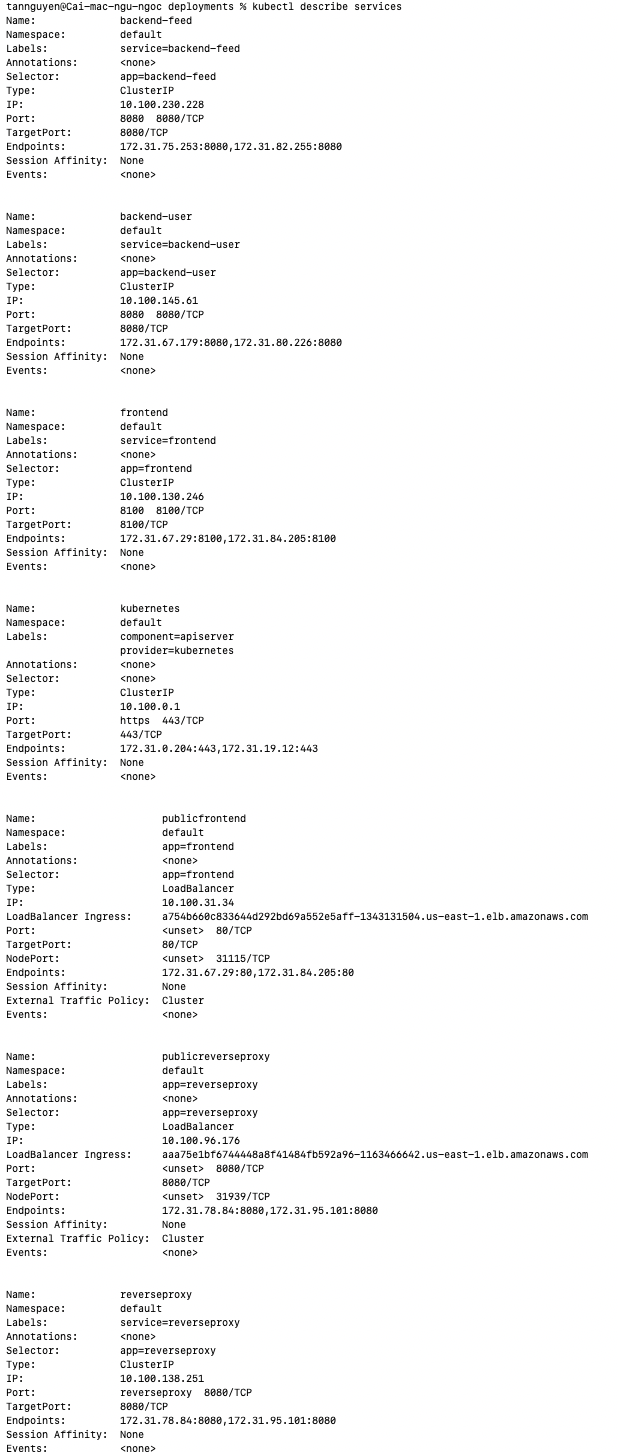 tannguyen@Cai-mac-ngu-ngoc deployments % kubectl describe services
Name:              backend-feed
Namespace:         default
Labels:            service=backend-feed
Annotations:       <none>
Selector:          app=backend-feed
Type:              ClusterIP
IP:                10.100.230.228
Port:              8080  8080/TCP
TargetPort:        8080/TCP
Endpoints:         172.31.75.253:8080,172.31.82.255:8080
Session Affinity:  None
Events:            <none>

Name:              backend-user
Namespace:         default
Labels:            service=backend-user
Annotations:       <none>
Selector:          app=backend-user
Type:              ClusterIP
IP:                10.100.145.61
Port:              8080  8080/TCP
TargetPort:        8080/TCP
Endpoints:         172.31.67.179:8080,172.31.80.226:8080
Session Affinity:  None
Events:            <none>

Name:              frontend
Namespace:         default
Labels:            service=frontend
Annotations:       <none>
Selector:          app=frontend
Type:              ClusterIP
IP:                10.100.130.246
Port:              8100  8100/TCP
TargetPort:        8100/TCP
Endpoints:         172.31.67.29:8100,172.31.84.205:8100
Session Affinity:  None
Events:            <none>

Name:              kubernetes
Namespace:         default
Labels:            component=apiserver
                   provider=kubernetes
Annotations:       <none>
Selector:          <none>
Type:              ClusterIP
IP:                10.100.0.1
Port:              https  443/TCP
TargetPort:        443/TCP
Endpoints:         172.31.0.204:443,172.31.19.12:443
Session Affinity:  None
Events:            <none>

Name:                     publicfrontend
Namespace:                default
Labels:                   app=frontend
Annotations:              <none>
Selector:                 app=frontend
Type:                     LoadBalancer
IP:                       10.100.31.34
LoadBalancer Ingress:     a754b660c833644d292bd69a552e5aff-1343131504.us-east-1.elb.amazonaws.com
Port:                     <unset>  80/TCP
TargetPort:               80/TCP
NodePort:                 <unset>  31115/TCP
Endpoints:                172.31.67.29:80,172.31.84.205:80
Session Affinity:         None
External Traffic Policy:  Cluster
Events:                   <none>

Name:                     publicreverseproxy
Namespace:                default
Labels:                   app=reverseproxy
Annotations:              <none>
Selector:                 app=reverseproxy
Type:                     LoadBalancer
IP:                       10.100.96.176
LoadBalancer Ingress:     aaa75e1bf6744448a8f41484fb592a96-1163466642.us-east-1.elb.amazonaws.com
Port:                     <unset>  8080/TCP
TargetPort:               8080/TCP
NodePort:                 <unset>  31939/TCP
Endpoints:                172.31.78.84:8080,172.31.95.101:8080
Session Affinity:         None
External Traffic Policy:  Cluster
Events:                   <none>

Name:              reverseproxy
Namespace:         default
Labels:            service=reverseproxy
Annotations:       <none>
Selector:          app=reverseproxy
Type:              ClusterIP
IP:                10.100.138.251
Port:              reverseproxy  8080/TCP
TargetPort:        8080/TCP
Endpoints:         172.31.78.84:8080,172.31.95.101:8080
Session Affinity:  None
Events:            <none>